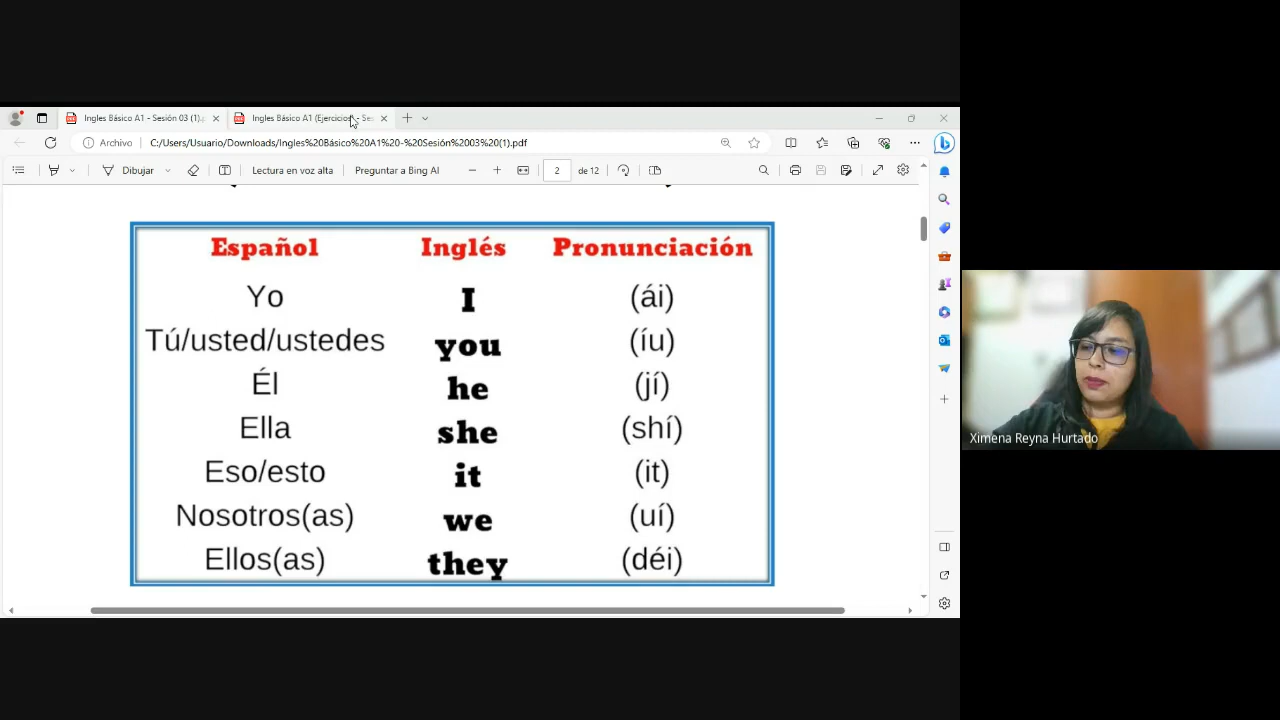 Ingles Básico A1 - Sesión 03 (1).p
Ingles Básico A1 (Ejercicios) - Ses
Archivo C:/Users/Usuario/Downloads/Ingles%20Básico%20A1%20-%20Sesión%2003%20(1).pdf
Dibujar Lectura en voz alta Preguntar a Bing AI 2 de 12
Español Inglés Pronunciación
Yo I (ái)
Tú/usted/ustedes you (íu)
Él he (jí)
Ella she (shí)
Eso/esto it (it)
Nosotros(as) we (uí)
Ellos(as) they (déi)
Ximena Reyna Hurtado